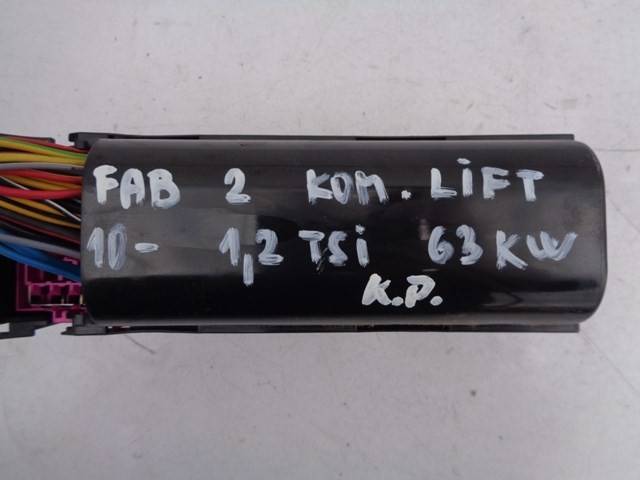 FAB 2 KOM. LIFT
10- 1,2 TSi 63 KW
K.P.